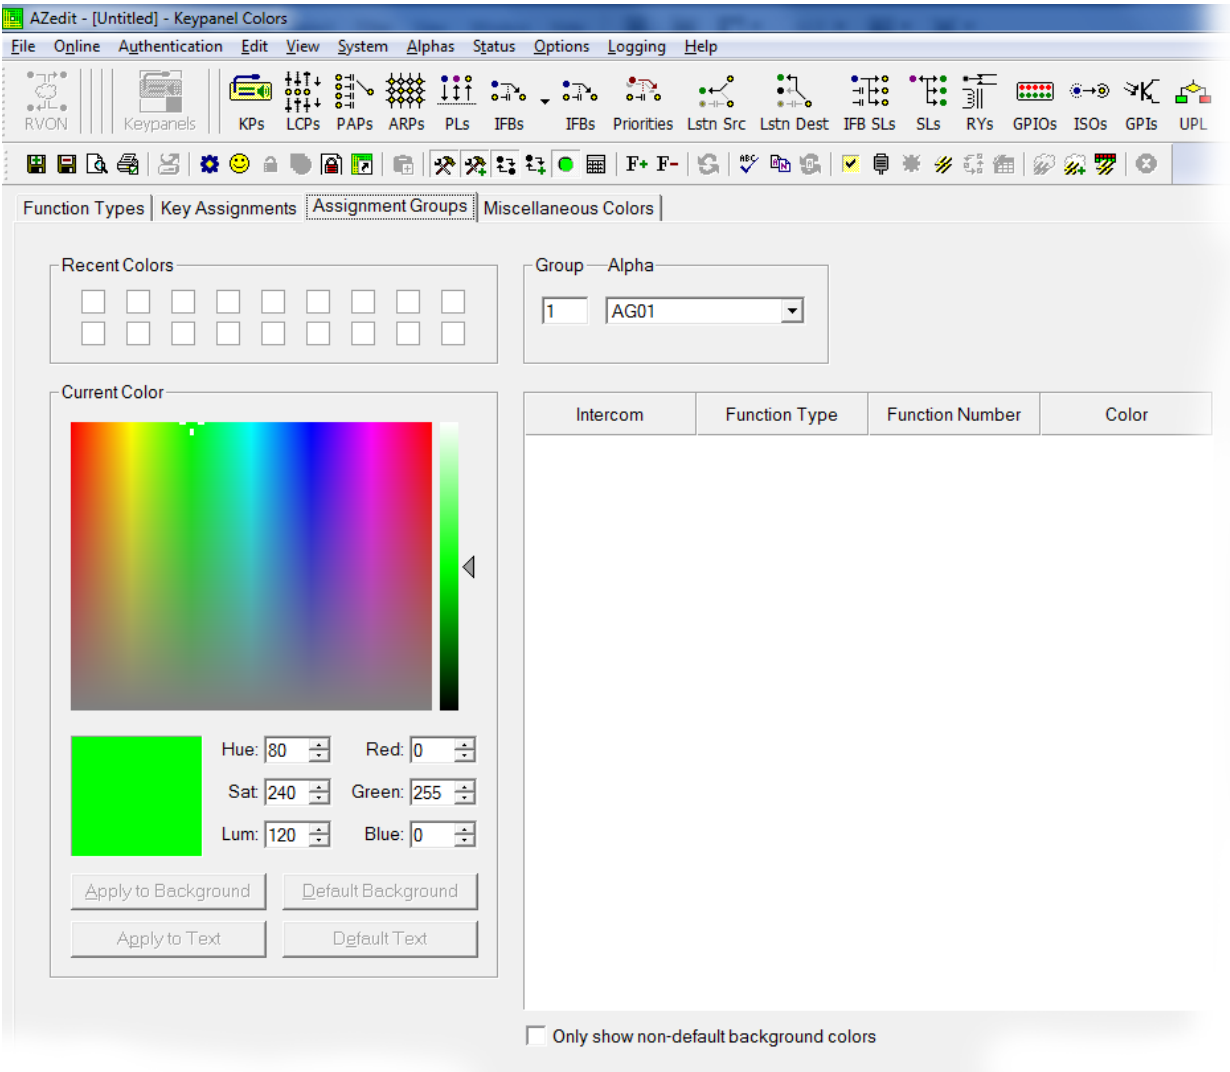 AZedit - [Untitled] - Keypanel Colors
File Online Authentication Edit View System Alphas Status Options Logging Help
RVON Keypanels KPs LCPs PAPs ARPs PLs IFBs IFBs Priorities Lstn Src Lstn Dest IFB SLs SLs RYs GPIOs ISOs GPIs UPL
F+ F- ABC
Function Types Key Assignments Assignment Groups Miscellaneous Colors
Recent Colors
Group Alpha
1 AG01
Current Color
Intercom Function Type Function Number Color
Hue: 80 Red: 0
Sat: 240 Green: 255
Lum: 120 Blue: 0
Apply to Background Default Background
Apply to Text Default Text
Only show non-default background colors